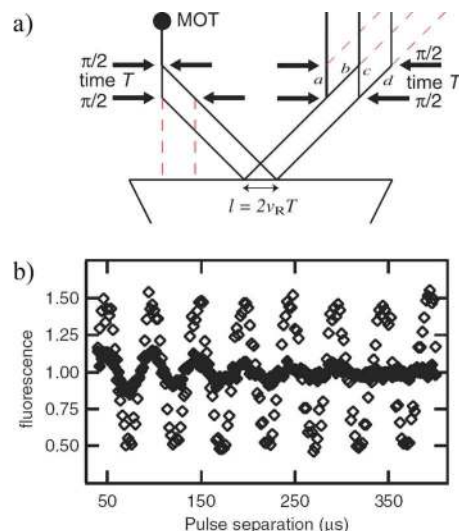 a)
MOT
π/2
time T
π/2
a
b
c
d
π/2
time T
π/2
l = 2vRT
b)
fluorescence
1.50
1.25
1.00
0.75
0.50
50
150
250
350
Pulse separation (μs)